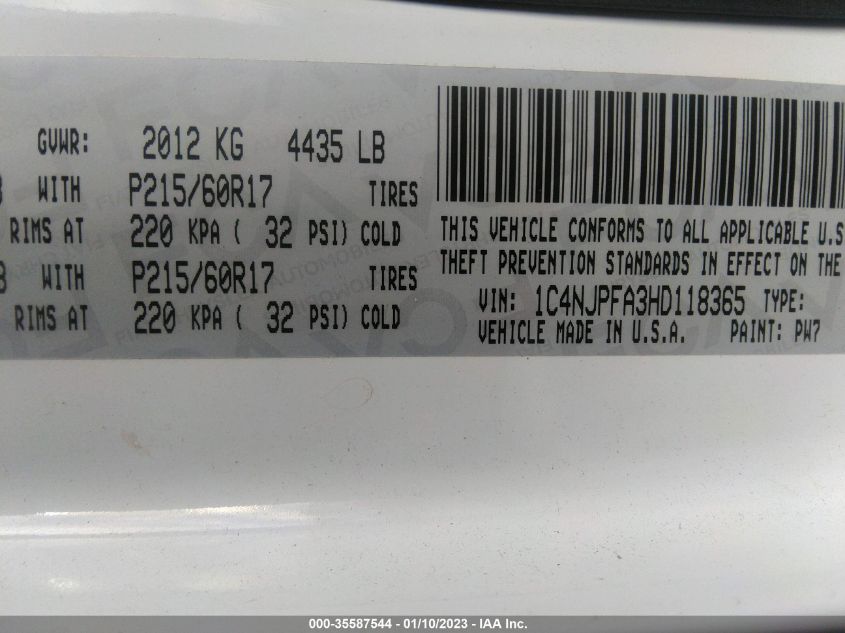 GVWR: 2012 KG 4435 LB
WITH P215/60R17 TIRES
RIMS AT 220 KPA ( 32 PSI) COLD
WITH P215/60R17 TIRES
RIMS AT 220 KPA ( 32 PSI) COLD
THIS VEHICLE CONFORMS TO ALL APPLICABLE U.S
THEFT PREVENTION STANDARDS IN EFFECT ON THE
VIN: 1C4NJPFA3HD118365 TYPE:
VEHICLE MADE IN U.S.A. PAINT: PW7
000-35587544 - 01/10/2023 - IAA Inc.